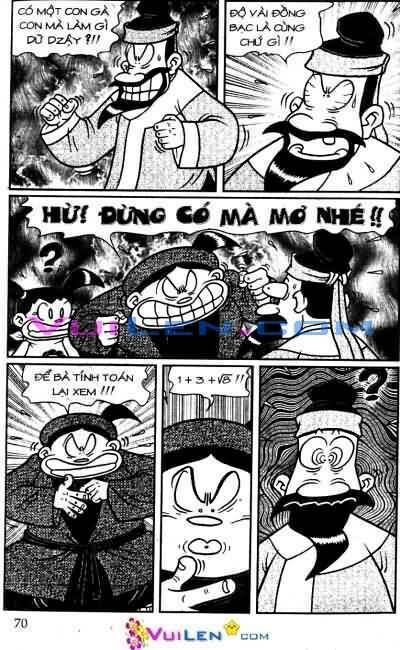 CÓ MỘT CON GÀ
CON MÀ LÀM GÌ
DỮ DZẬY ?!!
ĐỘ VÀI ĐỒNG
BẠC LÀ CÙNG
CHỨ GÌ !!
HỪ! ĐỪNG CÓ MÀ MƠ NHÉ !!
?
VUILEN.COM
ĐỂ BÀ TÍNH TOÁN
LẠI XEM !!!
1 + 3 + √5 !!
?
70
VUILEN.COM